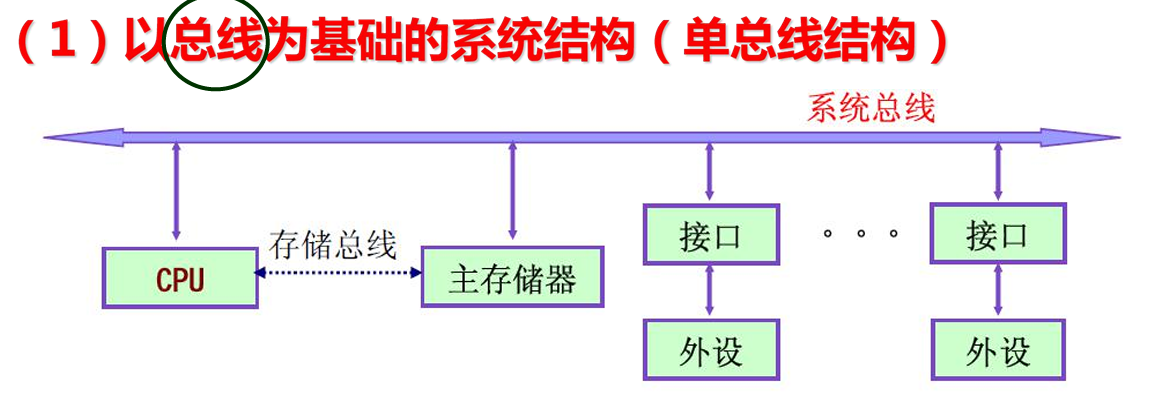 （1）以总线为基础的系统结构（单总线结构）
系统总线
存储总线
CPU
主存储器
接口
。。。
接口
外设
外设